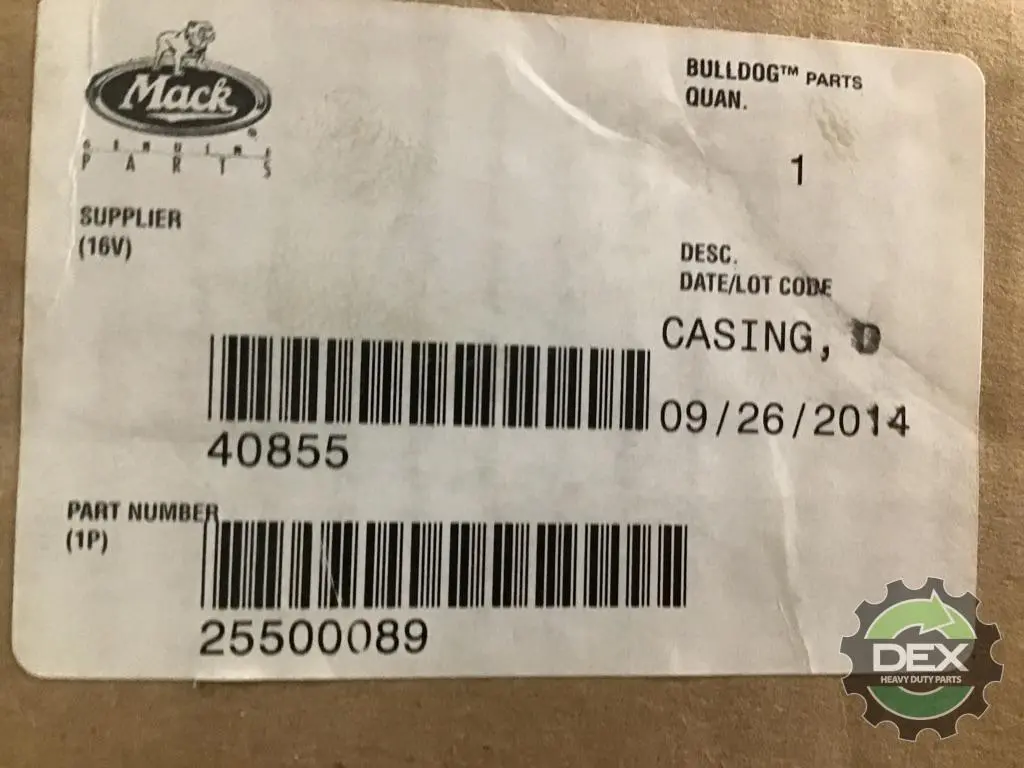 Mack
GENUINE
PARTS
BULLDOG™ PARTS
QUAN.
1
SUPPLIER
(16V)
DESC.
DATE/LOT CODE
CASING, D
40855
09/26/2014
PART NUMBER
(1P)
25500089
DEX
HEAVY DUTY PARTS